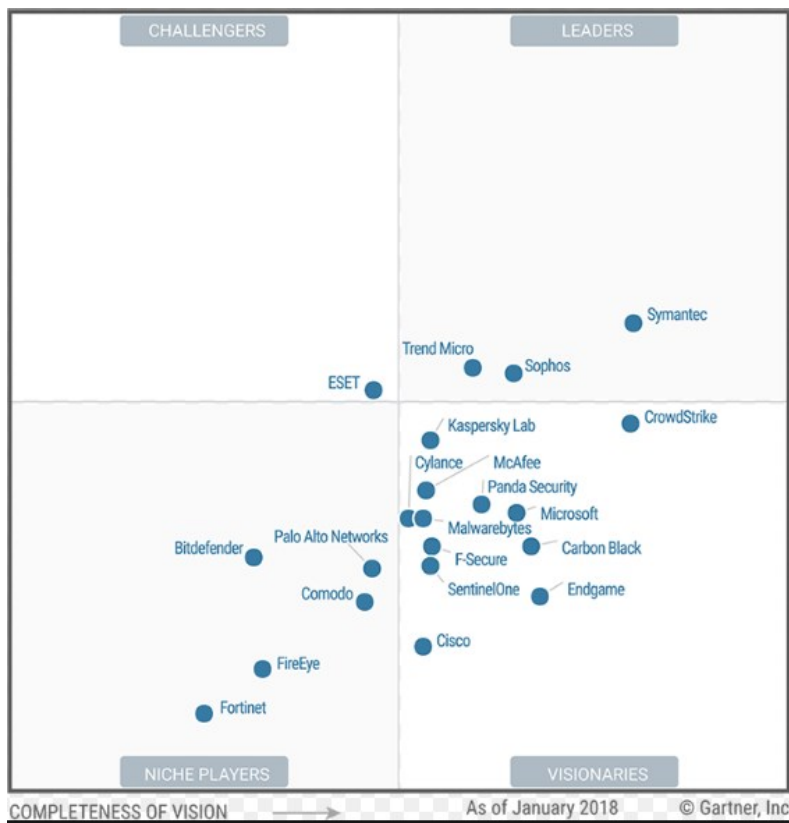 CHALLENGERS
LEADERS
Symantec
Trend Micro
Sophos
ESET
CrowdStrike
Kaspersky Lab
Cylance
McAfee
Panda Security
Microsoft
Malwarebytes
Palo Alto Networks
Bitdefender
Carbon Black
F-Secure
SentinelOne
Endgame
Comodo
Cisco
FireEye
Fortinet
NICHE PLAYERS
VISIONARIES
COMPLETENESS OF VISION
As of January 2018
© Gartner, Inc